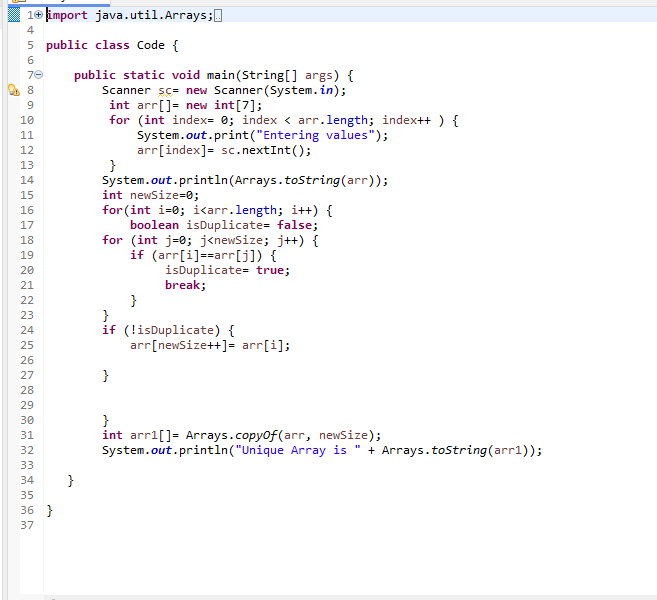 1 import java.util.Arrays;
4
5 public class Code {
6
7 public static void main(String[] args) {
8 Scanner sc= new Scanner(System.in);
9 int arr[]= new int[7];
10 for (int index= 0; index < arr.length; index++ ) {
11 System.out.print("Entering values");
12 arr[index]= sc.nextInt();
13 }
14 System.out.println(Arrays.toString(arr));
15 int newSize=0;
16 for(int i=0; i<arr.length; i++) {
17 boolean isDuplicate= false;
18 for (int j=0; j<newSize; j++) {
19 if (arr[i]==arr[j]) {
20 isDuplicate= true;
21 break;
22 }
23 }
24 if (!isDuplicate) {
25 arr[newSize++]= arr[i];
26
27 }
28
29
30 }
31 int arr1[]= Arrays.copyOf(arr, newSize);
32 System.out.println("Unique Array is " + Arrays.toString(arr1));
33
34 }
35
36 }
37